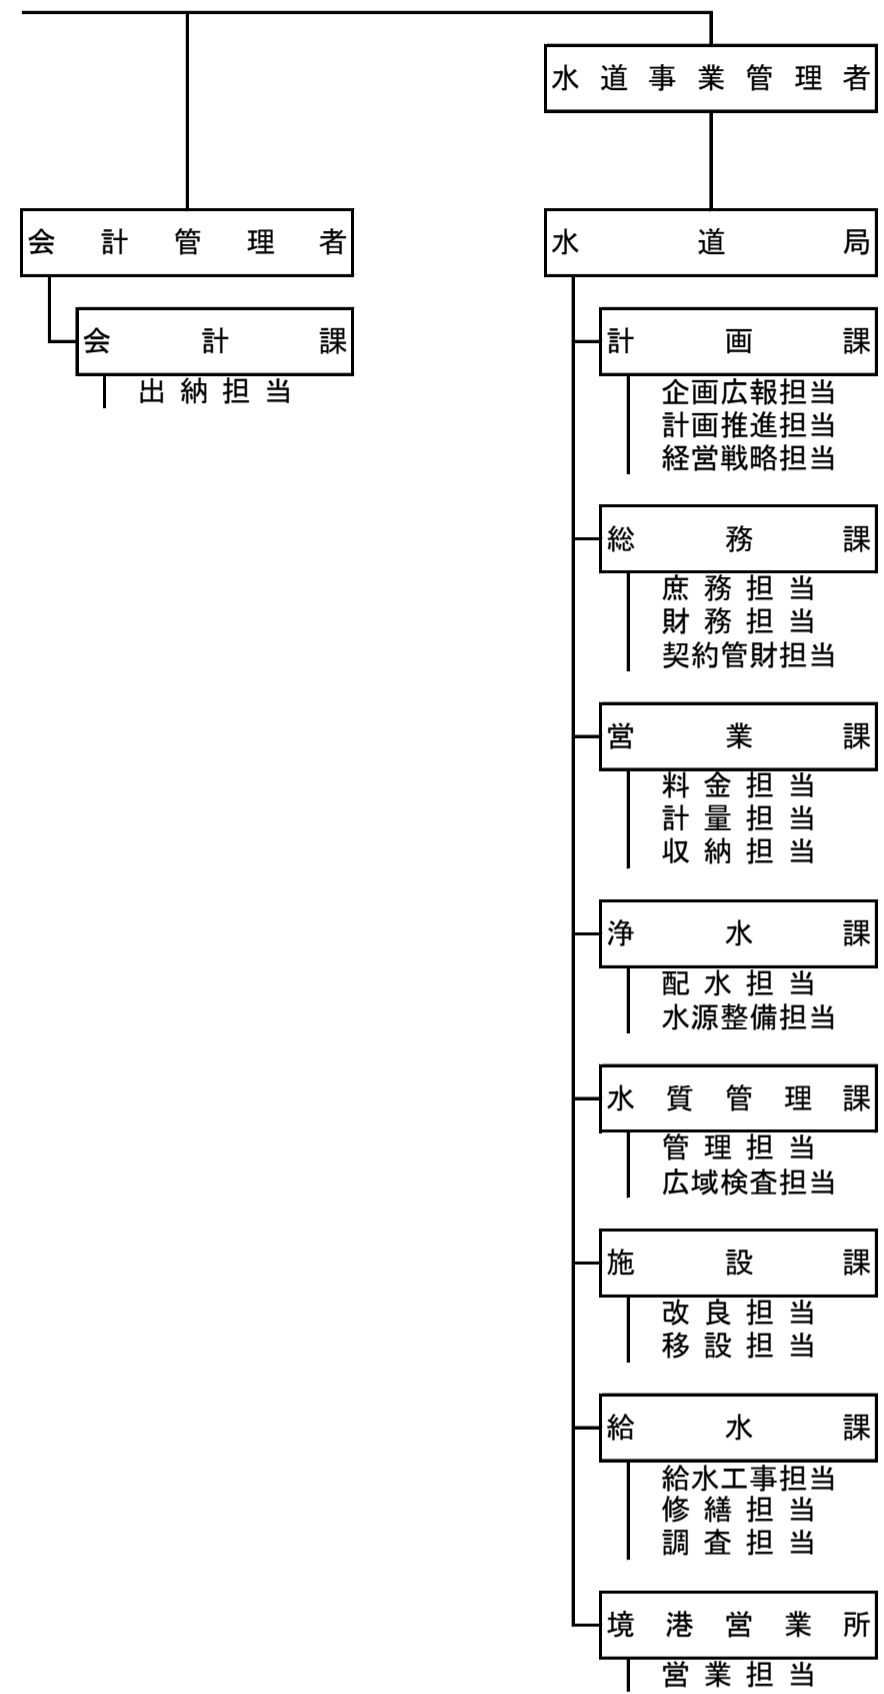 水道事業管理者
会計管理者
会計課
出納担当
水道局
計画課
企画広報担当
計画推進担当
経営戦略担当
総務課
庶務担当
財務担当
契約管財担当
営業課
料金担当
計量担当
収納担当
浄水課
配水担当
水源整備担当
水質管理課
管理担当
広域検査担当
施設課
改良担当
移設担当
給水課
給水工事担当
修繕担当
調査担当
境港営業所
営業担当